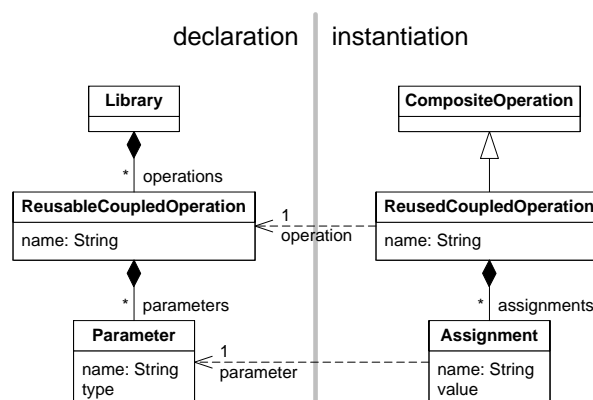 declaration instantiation
Library CompositeOperation
* operations
ReusableCoupledOperation ReusedCoupledOperation
name: String 1 name: String
operation
* parameters * assignments
Parameter Assignment
name: String 1 name: String
type parameter value